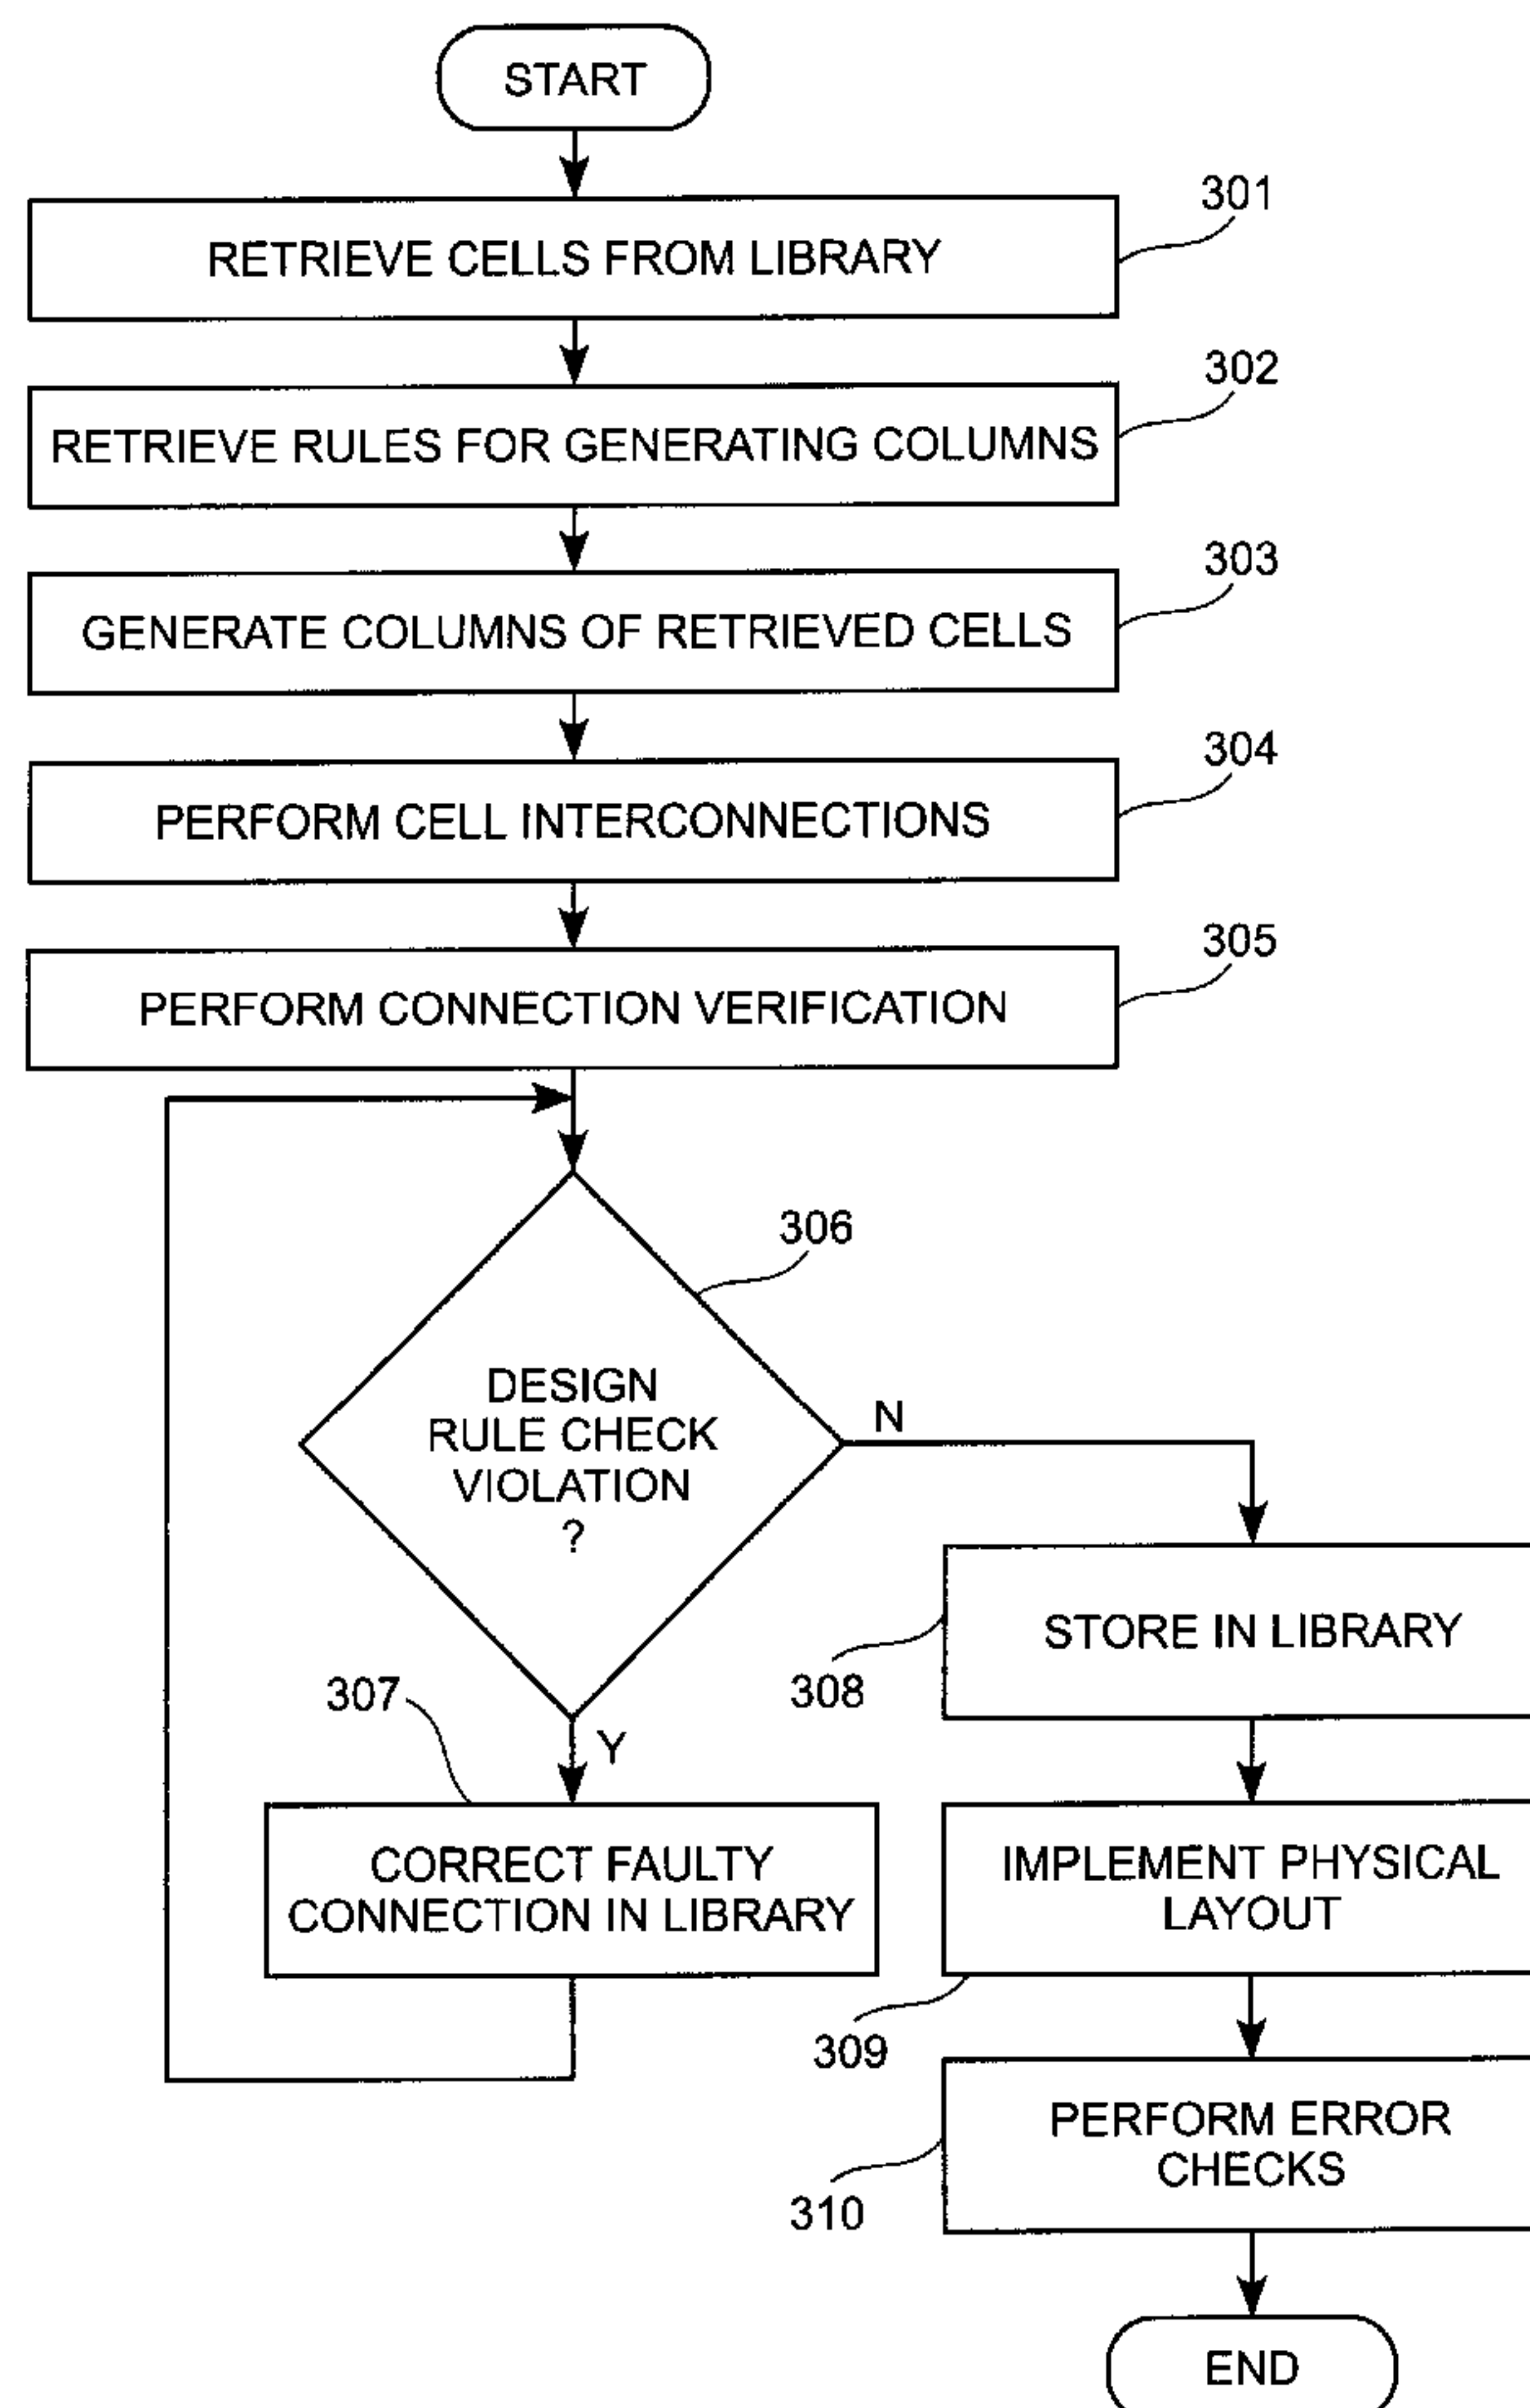 START
301
RETRIEVE CELLS FROM LIBRARY
302
RETRIEVE RULES FOR GENERATING COLUMNS
303
GENERATE COLUMNS OF RETRIEVED CELLS
304
PERFORM CELL INTERCONNECTIONS
305
PERFORM CONNECTION VERIFICATION
306
DESIGN
RULE CHECK
VIOLATION
?
N
Y
307
CORRECT FAULTY
CONNECTION IN LIBRARY
STORE IN LIBRARY
308
IMPLEMENT PHYSICAL
LAYOUT
309
PERFORM ERROR
CHECKS
310
END